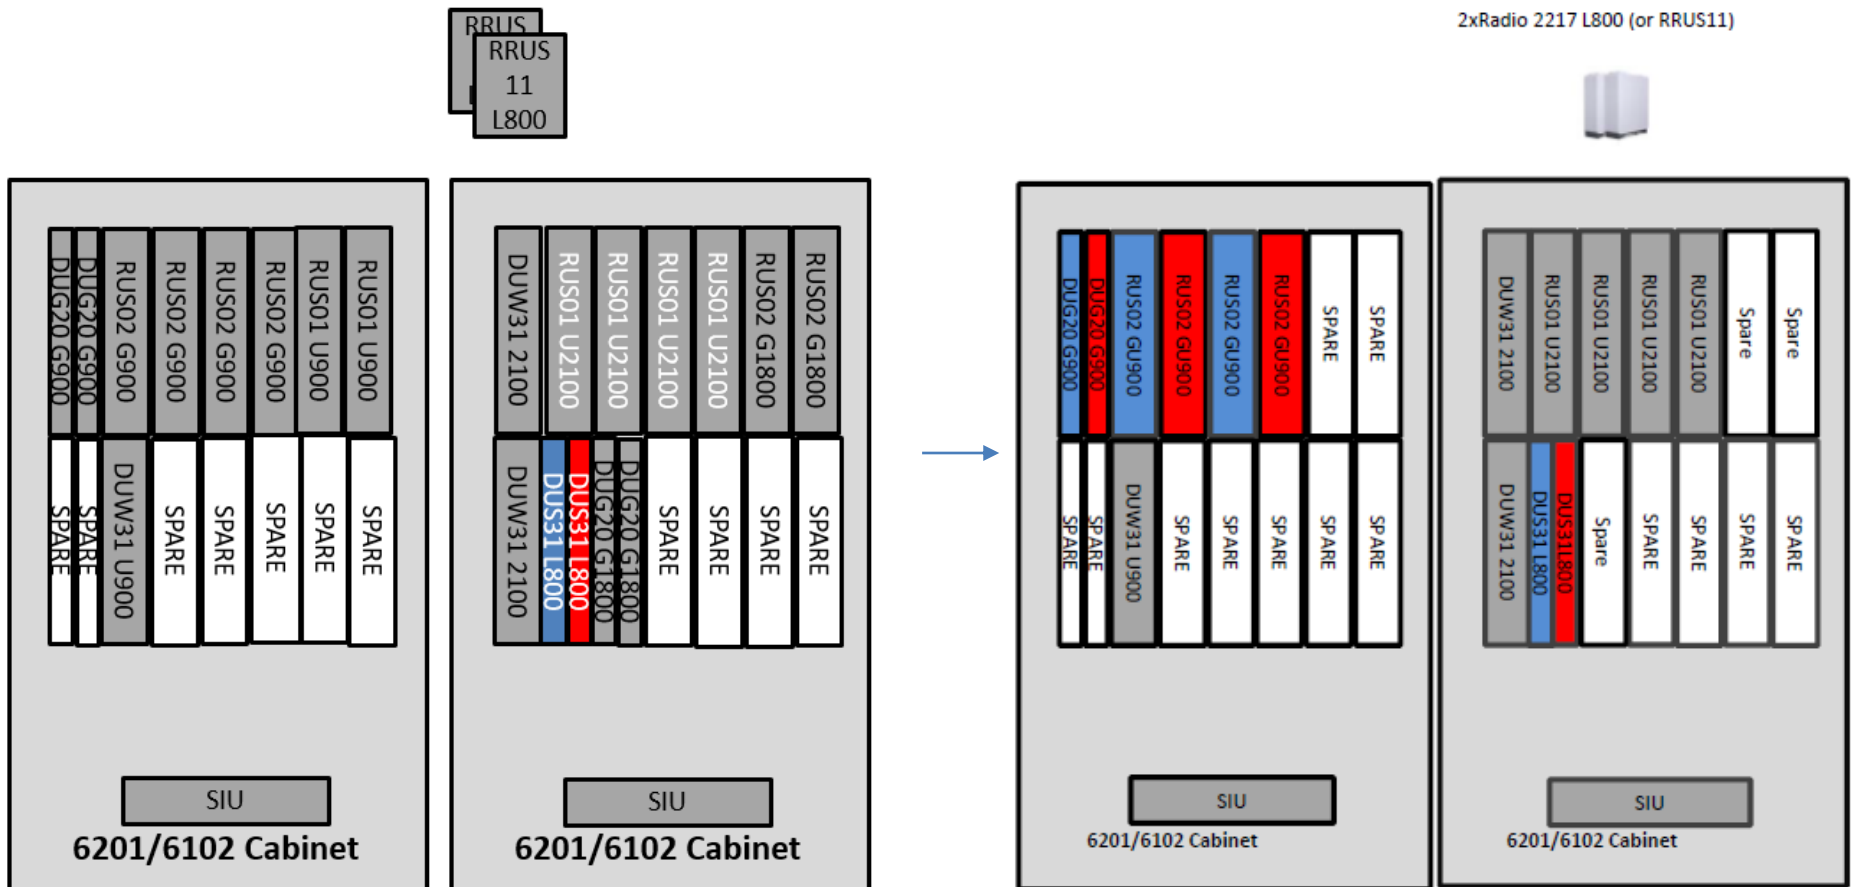 RRUS
RRUS
11
L800
2xRadio 2217 L800 (or RRUS11)
DUG20 G900
DUG20 G900
RUS02 G900
RUS02 G900
RUS02 G900
RUS02 G900
RUS01 U900
RUS01 U900
SPARE
SPARE
DUW31 U900
SPARE
SPARE
SPARE
SPARE
SPARE
SIU
6201/6102 Cabinet
DUW31 2100
RUS01 U2100
RUS01 U2100
RUS01 U2100
RUS01 U2100
RUS02 G1800
RUS02 G1800
DUW31 2100
DUS31 L800
DUS31 L800
DUG20 G1800
DUG20 G1800
SPARE
SPARE
SPARE
SPARE
SIU
6201/6102 Cabinet
DUG20 G900
DUG20 G900
RUS02 GU900
RUS02 GU900
RUS02 GU900
RUS02 GU900
SPARE
SPARE
SPARE
SPARE
DUW31 U900
SPARE
SPARE
SPARE
SPARE
SPARE
SIU
6201/6102 Cabinet
DUW31 2100
RUS01 U2100
RUS01 U2100
RUS01 U2100
RUS01 U2100
Spare
Spare
DUW31 2100
DUS31 L800
DUS31L800
Spare
SPARE
SPARE
SPARE
SPARE
SIU
6201/6102 Cabinet